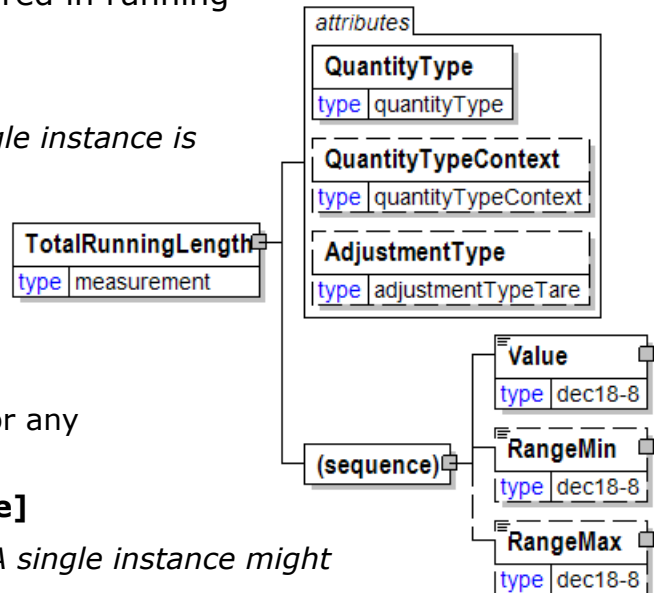 red in running
gle instance is
or any
e]
A single instance might
TotalRunningLength
type measurement
attributes
QuantityType
type quantityType
QuantityTypeContext
type quantityTypeContext
AdjustmentType
type adjustmentTypeTare
(sequence)
Value
type dec18-8
RangeMin
type dec18-8
RangeMax
type dec18-8